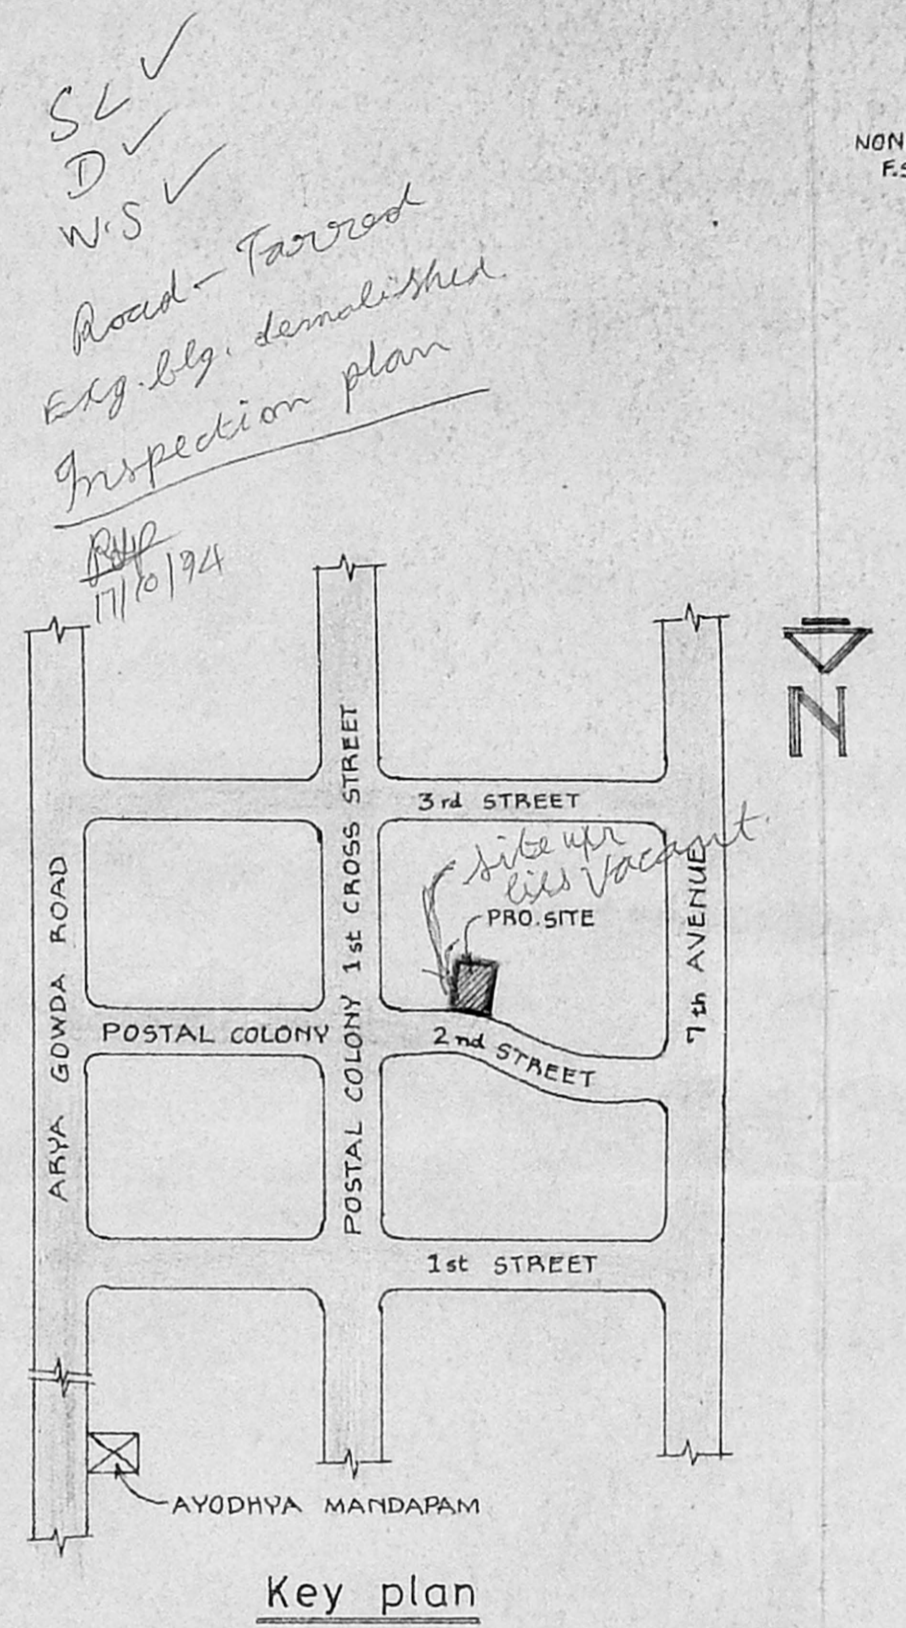 SL ✓
D ✓
W.S ✓
NON
F.S
Road - Tarred
Exg. blg. demolished
Inspection plan
17/10/94
N
3rd STREET
site
lies Vacant.
PRO. SITE
POSTAL COLONY 1st CROSS STREET
ARYA GOWDA ROAD
7th AVENUE
POSTAL COLONY 2nd STREET
1st STREET
AYODHYA MANDAPAM
Key plan